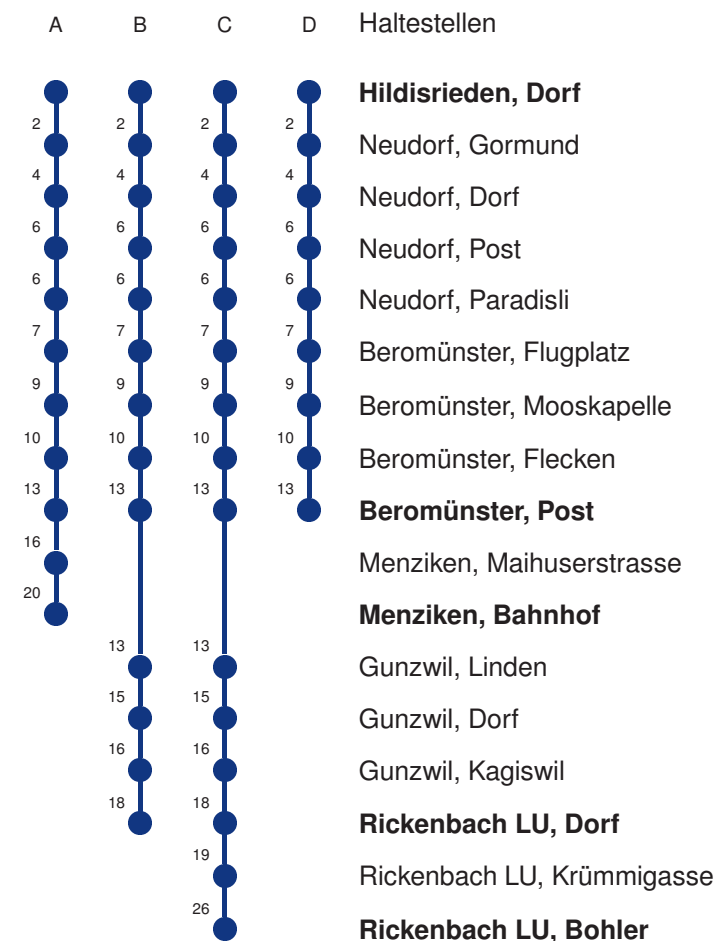 A B C D Haltestellen
Hildisrieden, Dorf
2 2 2 2
Neudorf, Gormund
4 4 4 4
Neudorf, Dorf
6 6 6 6
Neudorf, Post
6 6 6 6
Neudorf, Paradisli
7 7 7 7
Beromünster, Flugplatz
9 9 9 9
Beromünster, Mooskapelle
10 10 10 10
Beromünster, Flecken
13 13 13 13
Beromünster, Post
16
Menziken, Maihuserstrasse
20
Menziken, Bahnhof
13 13
Gunzwil, Linden
15 15
Gunzwil, Dorf
16 16
Gunzwil, Kagiswil
18 18
Rickenbach LU, Dorf
19
Rickenbach LU, Krümmigasse
26
Rickenbach LU, Bohler